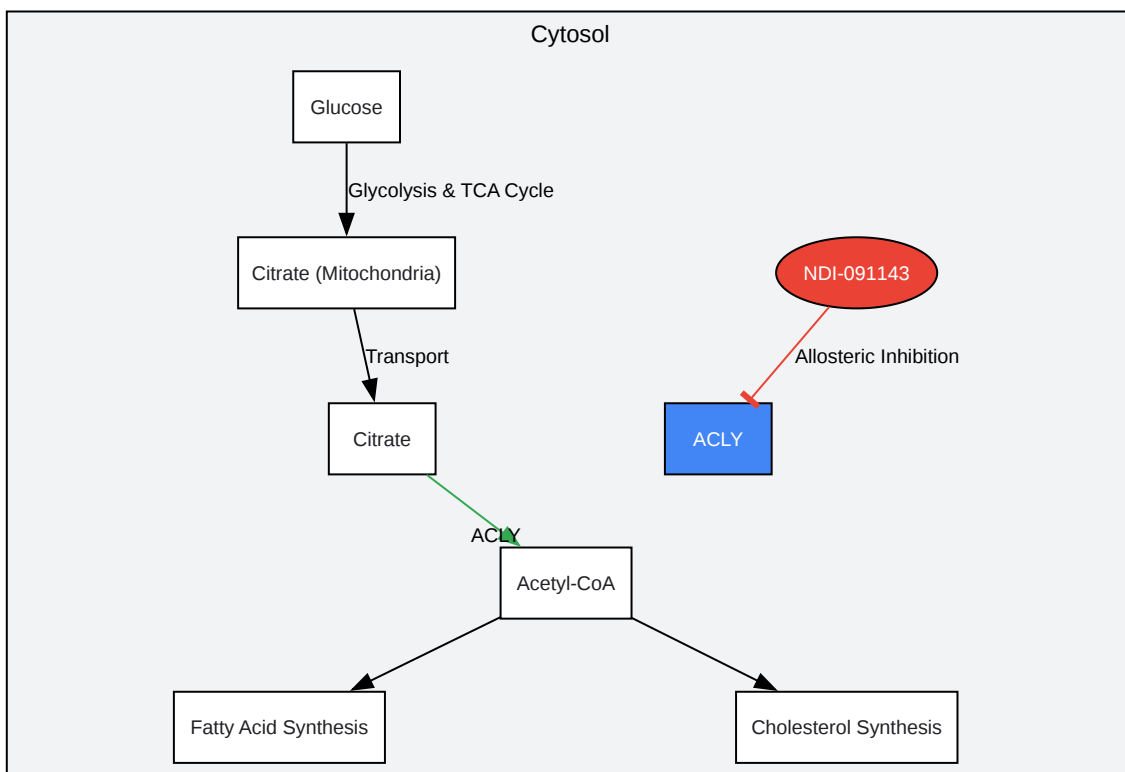 Cytosol
Glucose
Glycolysis & TCA Cycle
Citrate (Mitochondria)
NDI-091143
Transport
Allosteric Inhibition
Citrate
ACLY
ACLY
Acetyl-CoA
Fatty Acid Synthesis
Cholesterol Synthesis